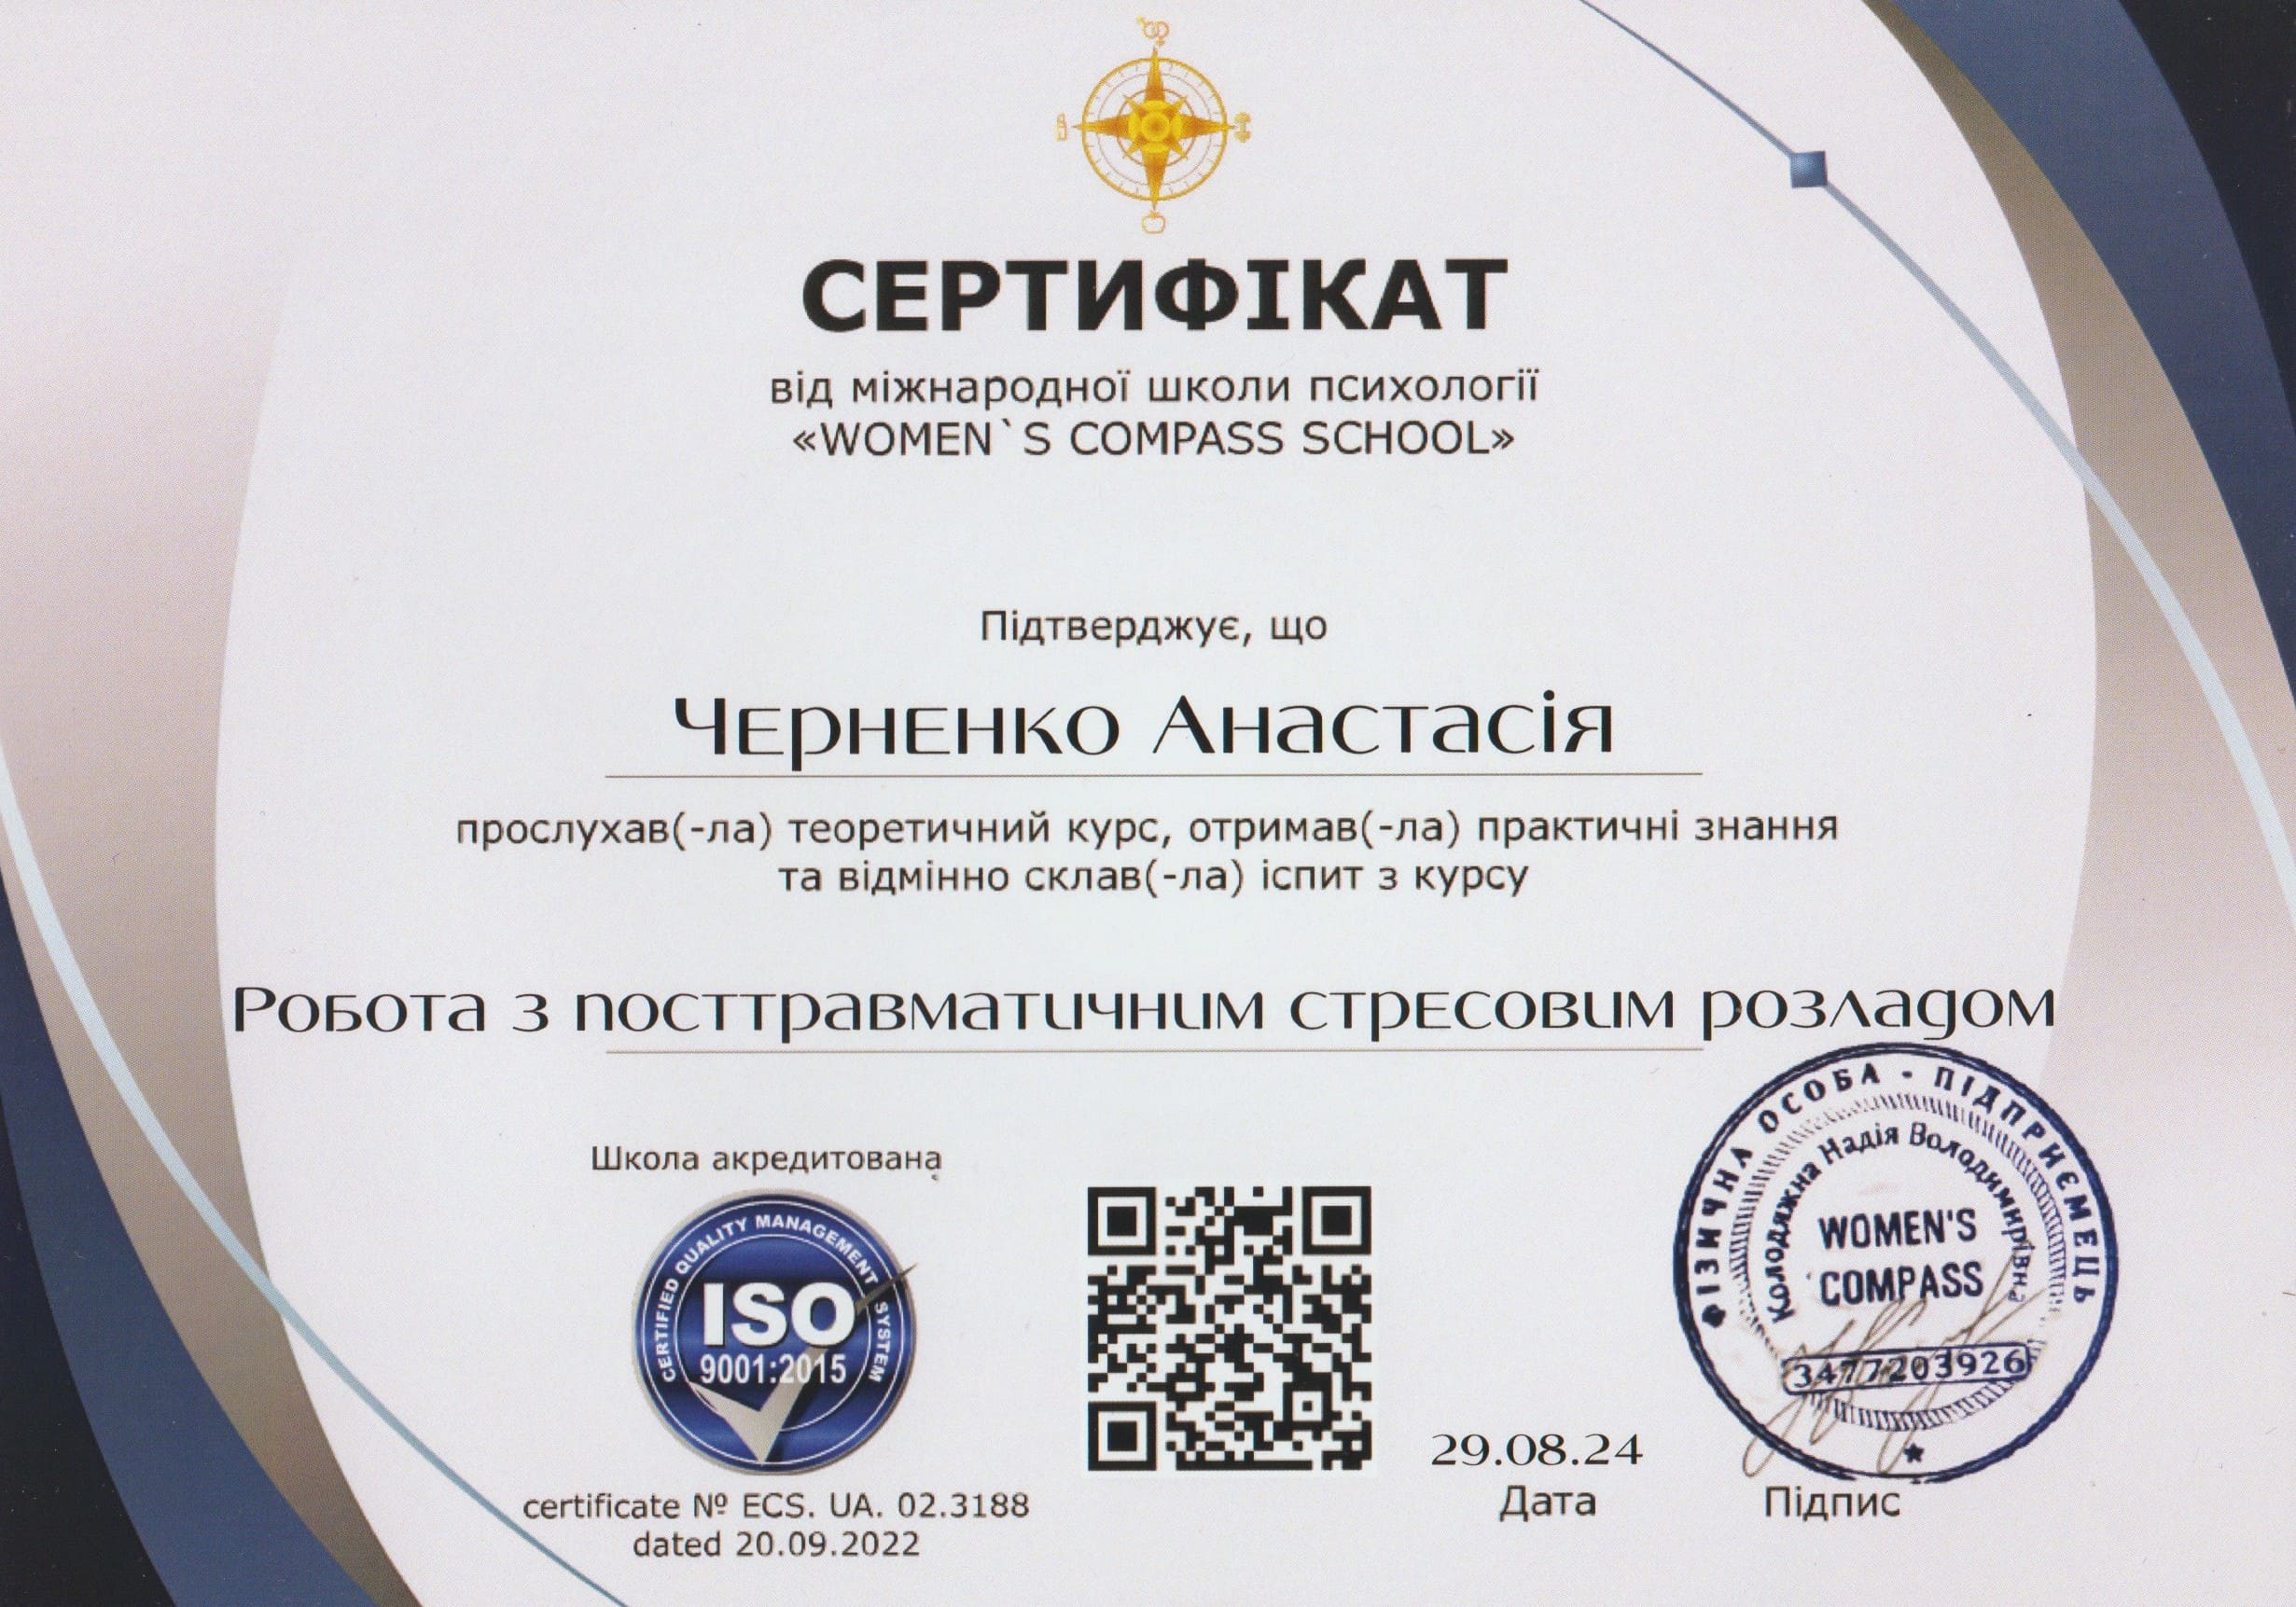 СЕРТИФІКАТ
від міжнародної школи психології
«WOMEN`S COMPASS SCHOOL»
Підтверджує, що
Черненко Анастасія
прослухав(-ла) теоретичний курс, отримав(-ла) практичні знання
та відмінно склав(-ла) іспит з курсу
Робота з посттравматичним стресовим розладом
Школа акредитована
CERTIFIED QUALITY MANAGEMENT SYSTEM
ISO
9001:2015
certificate № ECS. UA. 02.3188
dated 20.09.2022
29.08.24
Дата
ФІЗИЧНА ОСОБА - ПІДПРИЄМЕЦЬ
Колодяжна Надія Володимирівна
WOMEN'S
COMPASS
3477203926
Підпис